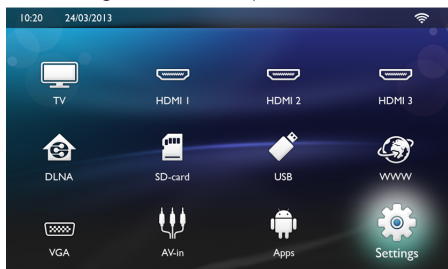 10:20 24/03/2013
TV HDMI 1 HDMI 2 HDMI 3
DLNA SD-card USB WWW
VGA AV-in Apps Settings